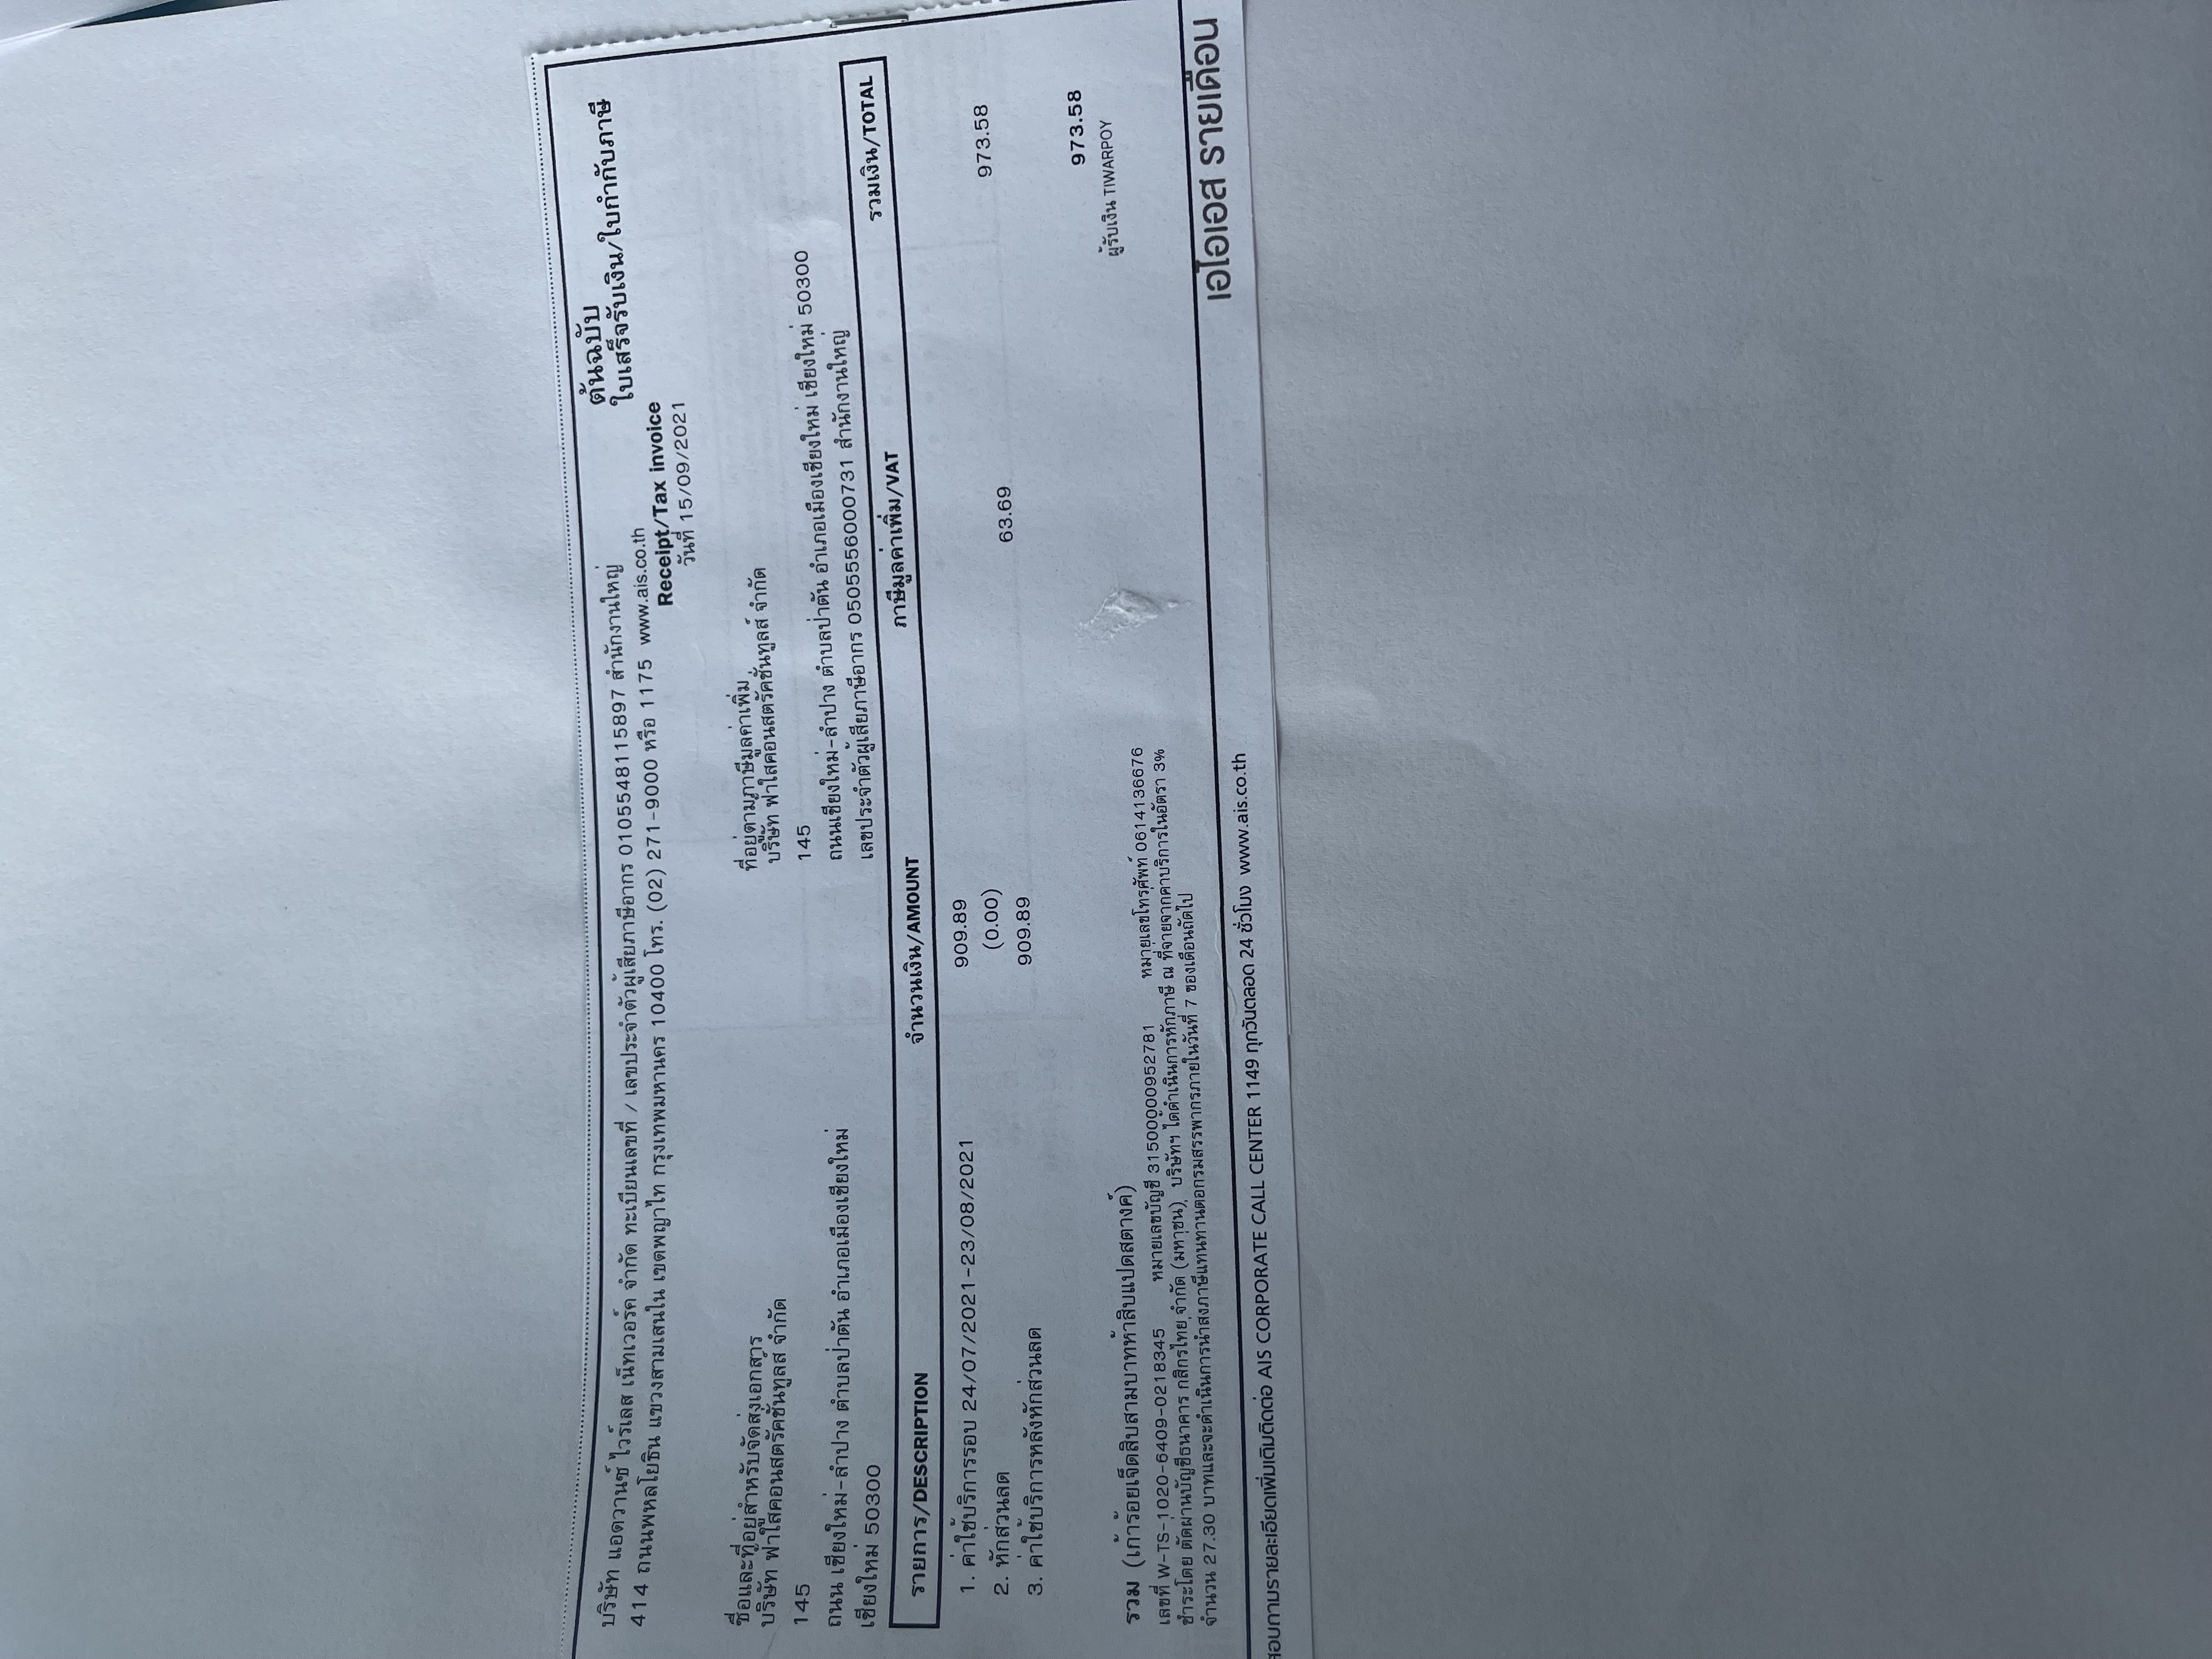 ต้นฉบับ
บริษัท แอดวานซ์ ไวร์เลส เน็ทเวอร์ค จำกัด ทะเบียนเลขที่ / เลขประจำตัวผู้เสียภาษีอากร 0105548115897 สำนักงานใหญ่
ใบเสร็จรับเงิน/ใบกำกับภาษี
414 ถนนพหลโยธิน แขวงสามเสนใน เขตพญาไท กรุงเทพมหานคร 10400 โทร. (02) 271-9000 หรือ 1175 www.ais.co.th
Receipt/Tax invoice
วันที่ 15/09/2021
ชื่อและที่อยู่สำหรับจัดส่งเอกสาร
บริษัท ฟ้าใสคอนสตรัคชั่นทูลส์ จำกัด
145
ถนน เชียงใหม่-ลำปาง ตำบลป่าตัน อำเภอเมืองเชียงใหม่
เชียงใหม่ 50300
ที่อยู่ตามภาษีมูลค่าเพิ่ม
บริษัท ฟ้าใสคอนสตรัคชั่นทูลส์ จำกัด
145
ถนนเชียงใหม่-ลำปาง ตำบลป่าตัน อำเภอเมืองเชียงใหม่ เชียงใหม่ 50300
เลขประจำตัวผู้เสียภาษีอากร 0505556000731 สำนักงานใหญ่
รายการ/DESCRIPTION จำนวนเงิน/AMOUNT ภาษีมูลค่าเพิ่ม/VAT รวมเงิน/TOTAL
1. ค่าใช้บริการรอบ 24/07/2021-23/08/2021 909.89
2. หักส่วนลด (0.00)
3. ค่าใช้บริการหลังหักส่วนลด 909.89 63.69 973.58
รวม (เก้าร้อยเจ็ดสิบสามบาทห้าสิบแปดสตางค์) 973.58
เลขที่ W-TS-1020-6409-0218345 หมายเลขบัญชี 31500000952781 หมายเลขโทรศัพท์ 0614136676 ผู้รับเงิน TIWARPOY
ชำระโดย ตัดผ่านบัญชีธนาคาร กสิกรไทย จำกัด (มหาชน) บริษัทฯ ได้ดำเนินการหักภาษี ณ ที่จ่ายจากค่าบริการในอัตรา 3%
จำนวน 27.30 บาทและจะดำเนินการนำส่งภาษีแทนท่านต่อกรมสรรพากรภายในวันที่ 7 ของเดือนถัดไป
เอไอเอส รายเดือน
สอบถามรายละเอียดเพิ่มเติมติดต่อ AIS CORPORATE CALL CENTER 1149 ทุกวันตลอด 24 ชั่วโมง www.ais.co.th